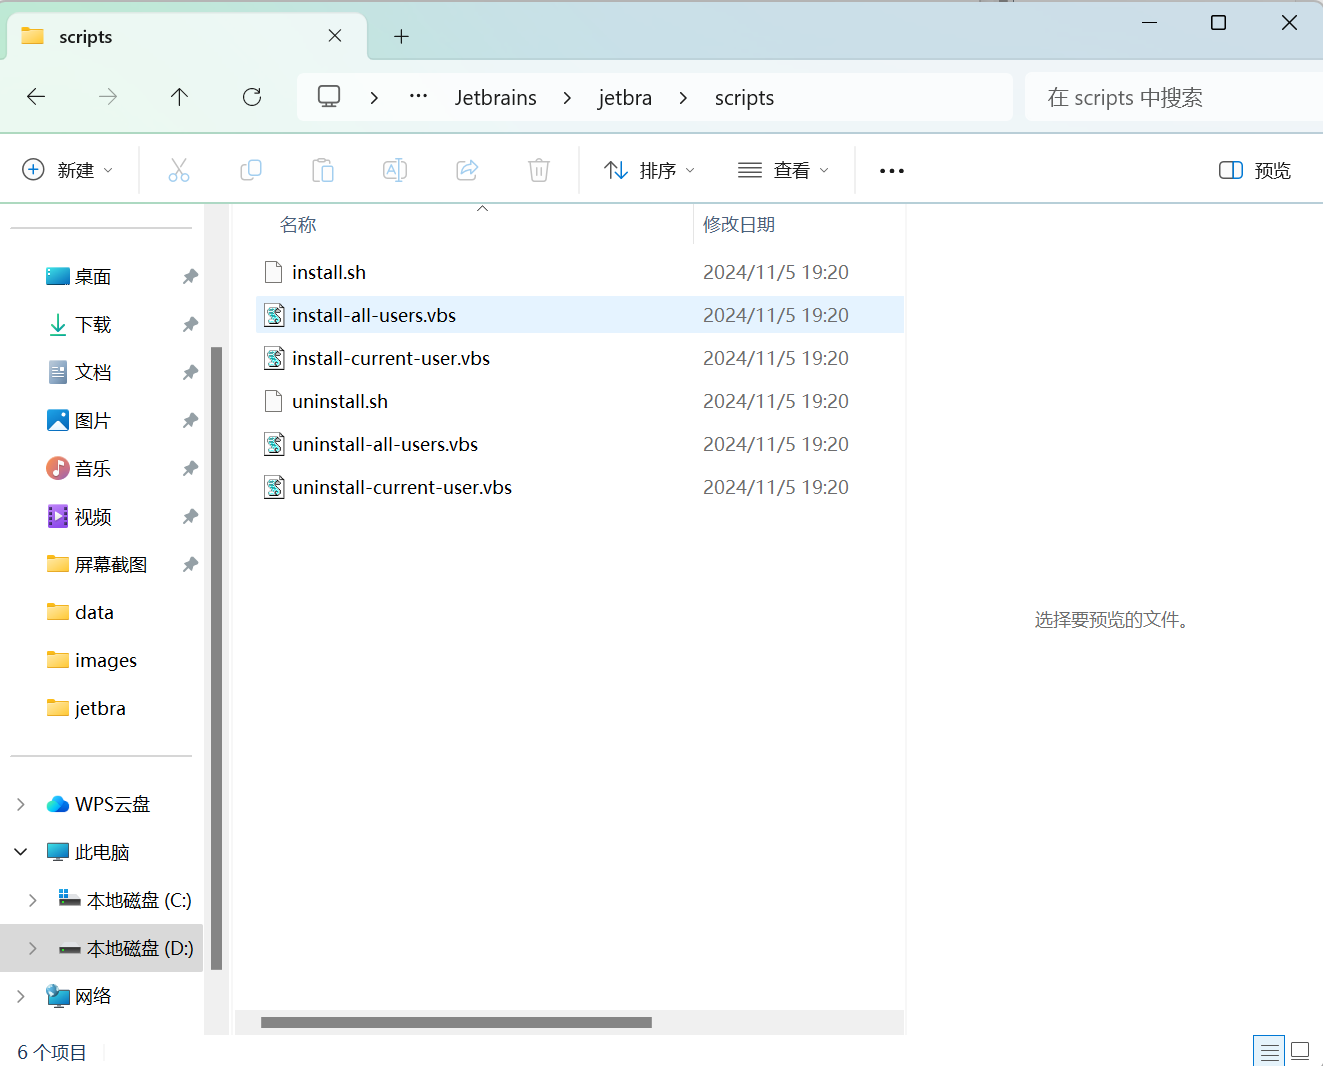 scripts
Jetbrains
jetbra
scripts
在 scripts 中搜索
新建
排序
查看
预览
名称
修改日期
install.sh
2024/11/5 19:20
install-all-users.vbs
2024/11/5 19:20
install-current-user.vbs
2024/11/5 19:20
uninstall.sh
2024/11/5 19:20
uninstall-all-users.vbs
2024/11/5 19:20
uninstall-current-user.vbs
2024/11/5 19:20
桌面
下载
文档
图片
音乐
视频
屏幕截图
data
images
jetbra
WPS云盘
此电脑
本地磁盘 (C:)
本地磁盘 (D:)
网络
选择要预览的文件。
6 个项目